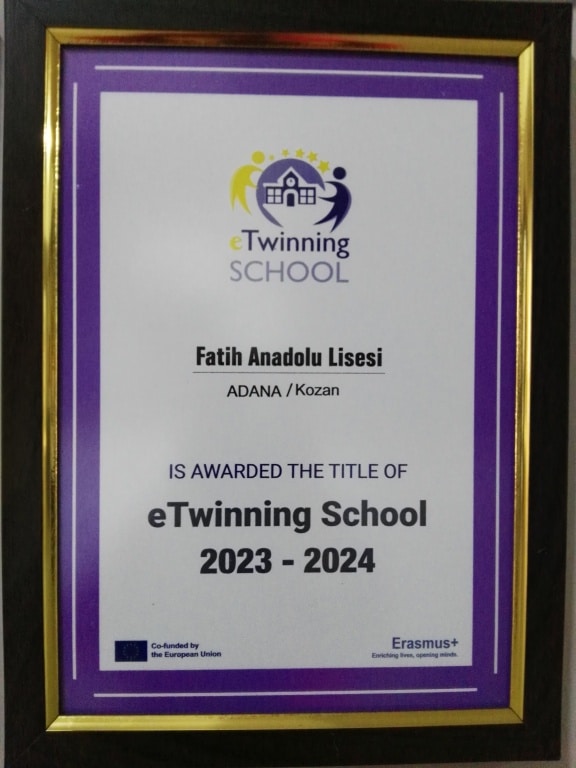 eTwinning
SCHOOL
Fatih Anadolu Lisesi
ADANA / Kozan
IS AWARDED THE TITLE OF
eTwinning School
2023 - 2024
Co-funded by
the European Union
Erasmus+
Enriching lives, opening minds.